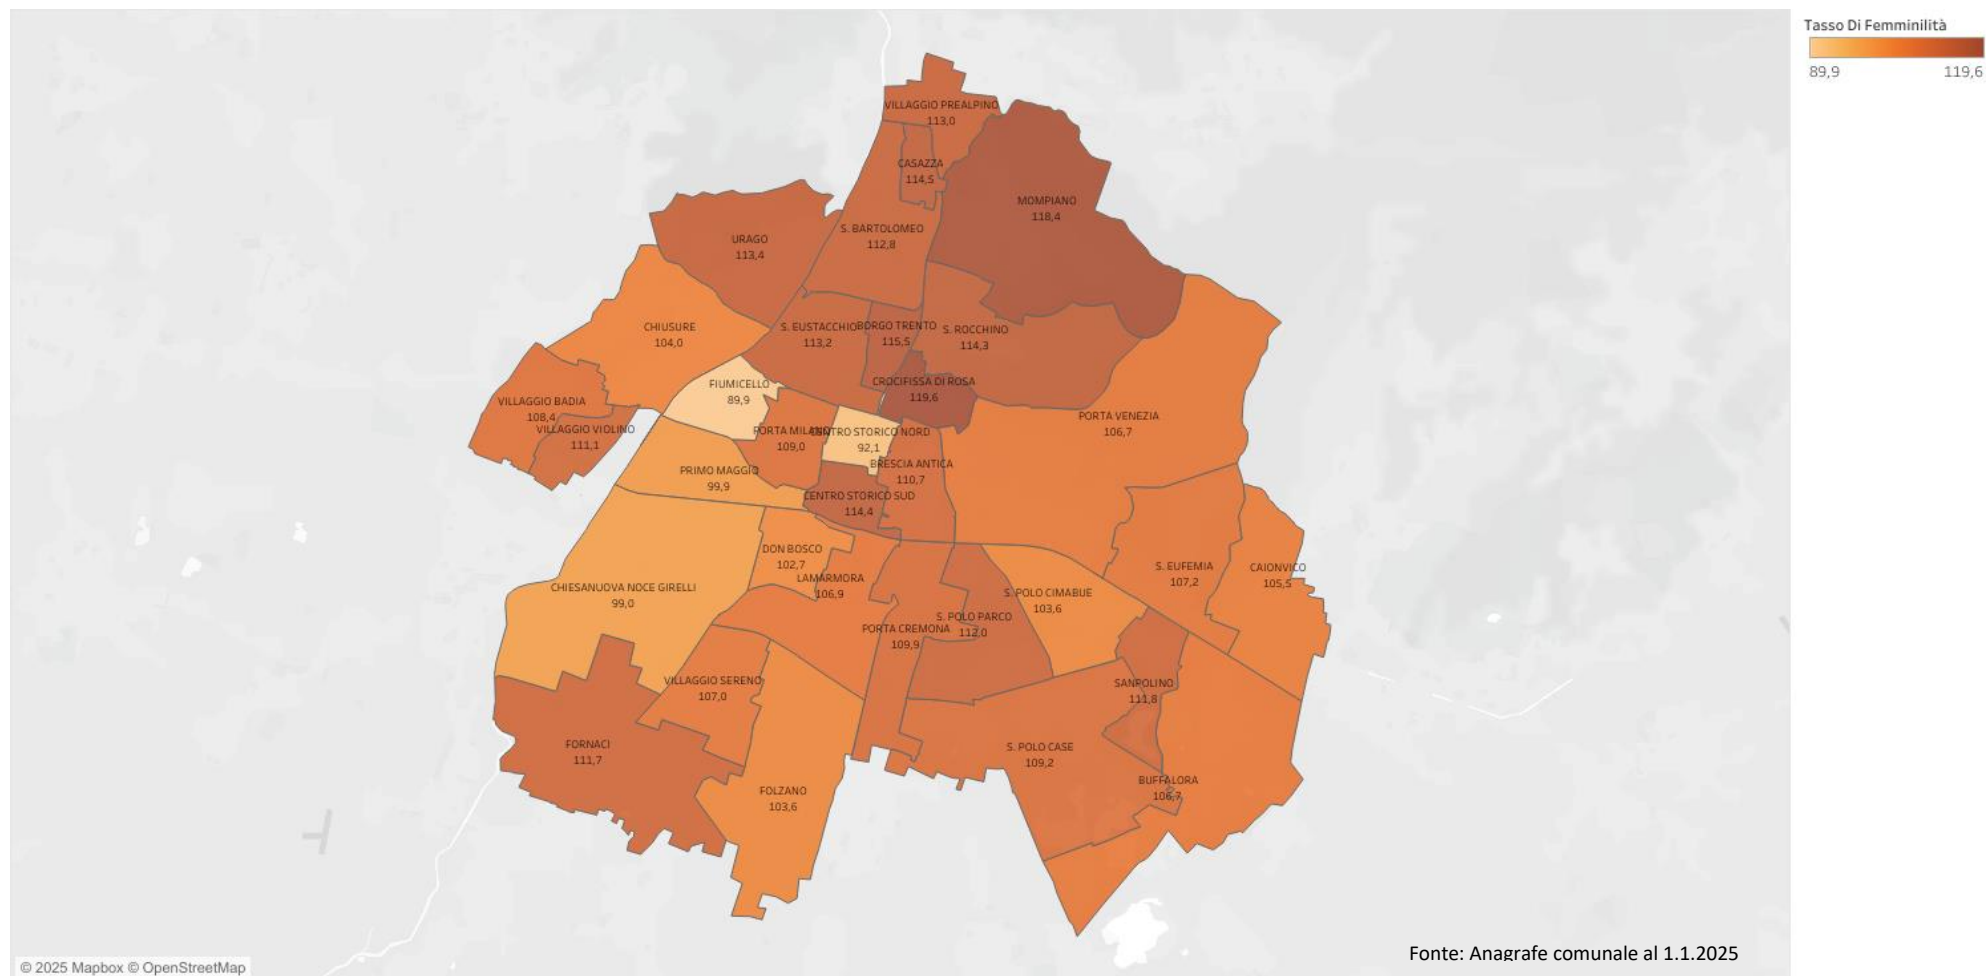 Tasso Di Femminilità
89,9 119,6
VILLAGGIO PREALPINO
113,0
CASAZZA
114,5
MOMPIANO
118,4
URAGO
113,4
S. BARTOLOMEO
112,8
CHIUSURE
104,0
S. EUSTACCHIO
113,2
BORGO TRENTO
115,5
S. ROCCHINO
114,3
FIUMICELLO
89,9
CROCIFISSA DI ROSA
119,6
VILLAGGIO BADIA
108,4
VILLAGGIO VIOLINO
111,1
PORTA MILANO
109,0
CENTRO STORICO NORD
92,1
PORTA VENEZIA
106,7
PRIMO MAGGIO
99,9
BRESCIA ANTICA
110,7
CENTRO STORICO SUD
114,4
DON BOSCO
102,7
LAMARMORA
106,9
CHIESANUOVA NOCE GIRELLI
99,0
S. EUFEMIA
107,2
CAIONVICO
105,5
S. POLO CIMABUE
103,6
S. POLO PARCO
112,0
PORTA CREMONA
109,9
VILLAGGIO SERENO
107,0
SANPOLINO
111,8
FORNACI
111,7
S. POLO CASE
109,2
FOLZANO
103,6
BUFFALORA
106,7
Fonte: Anagrafe comunale al 1.1.2025
© 2025 Mapbox © OpenStreetMap